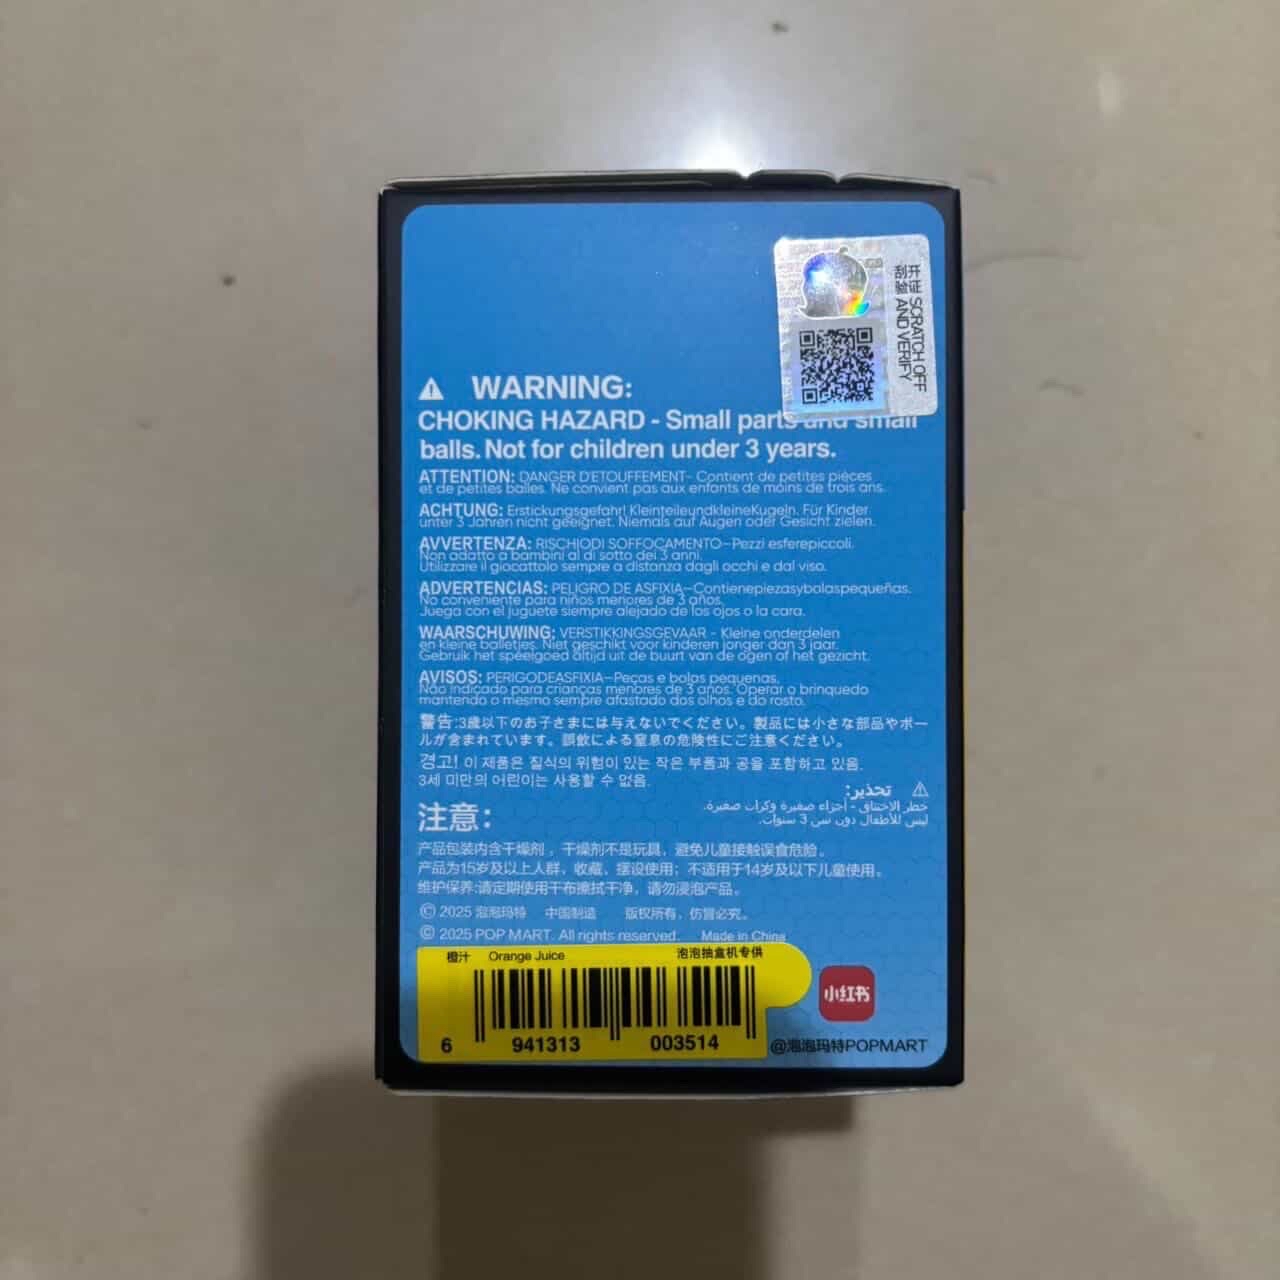 开启 SCRATCH OFF
刮验 AND VERIFY
WARNING:
CHOKING HAZARD - Small parts and small
balls. Not for children under 3 years.
ATTENTION: DANGER D'ETOUFFEMENT- Contient de petites pièces
et de petites balles. Ne convient pas aux enfants de moins de trois ans.
ACHTUNG: Erstickungsgefahr! KleinteileundkleineKugeln. Für Kinder
unter 3 Jahren nicht geeignet. Niemals auf Augen oder Gesicht zielen.
AVVERTENZA: RISCHIODI SOFFOCAMENTO-Pezzi esferepiccoli.
Non adatto a bambini al di sotto dei 3 anni.
Utilizzare il giocattolo sempre a distanza dagli occhi e dal viso.
ADVERTENCIAS: PELIGRO DE ASFIXIA-Contienepiezasybolaspequeñas.
No conveniente para niños menores de 3 años.
Juega con el juguete siempre alejado de los ojos o la cara.
WAARSCHUWING: VERSTIKKINGSGEVAAR - Kleine onderdelen
en kleine balletjes. Niet geschikt voor kinderen jonger dan 3 jaar.
Gebruik het speelgoed altijd uit de buurt van de ogen of het gezicht.
AVISOS: PERIGODEASFIXIA-Peças e bolas pequenas.
Não indicado para crianças menores de 3 anos. Operar o brinquedo
mantendo o mesmo sempre afastado dos olhos e do rosto.
警告:3歳以下のお子さまには与えないでください。製品には小さな部品やボー
ルが含まれています。誤飲による窒息の危険性にご注意ください。
경고! 이 제품은 질식의 위험이 있는 작은 부품과 공을 포함하고 있음.
3세 미만의 어린이는 사용할 수 없음.
تحذير:
خطر الاختناق - أجزاء صغيرة وكرات صغيرة.
ليس للأطفال دون سن 3 سنوات.
注意:
产品包装内含干燥剂，干燥剂不是玩具，避免儿童接触误食危险。
产品为15岁及以上人群，收藏、摆设使用；不适用于14岁及以下儿童使用。
维护保养:请定期使用干布擦拭干净，请勿浸泡产品。
© 2025 泡泡玛特 中国制造 版权所有，仿冒必究。
© 2025 POP MART. All rights reserved. Made in China
橙汁 Orange Juice 泡泡抽盒机专供
6 941313 003514
小红书
@泡泡玛特POPMART